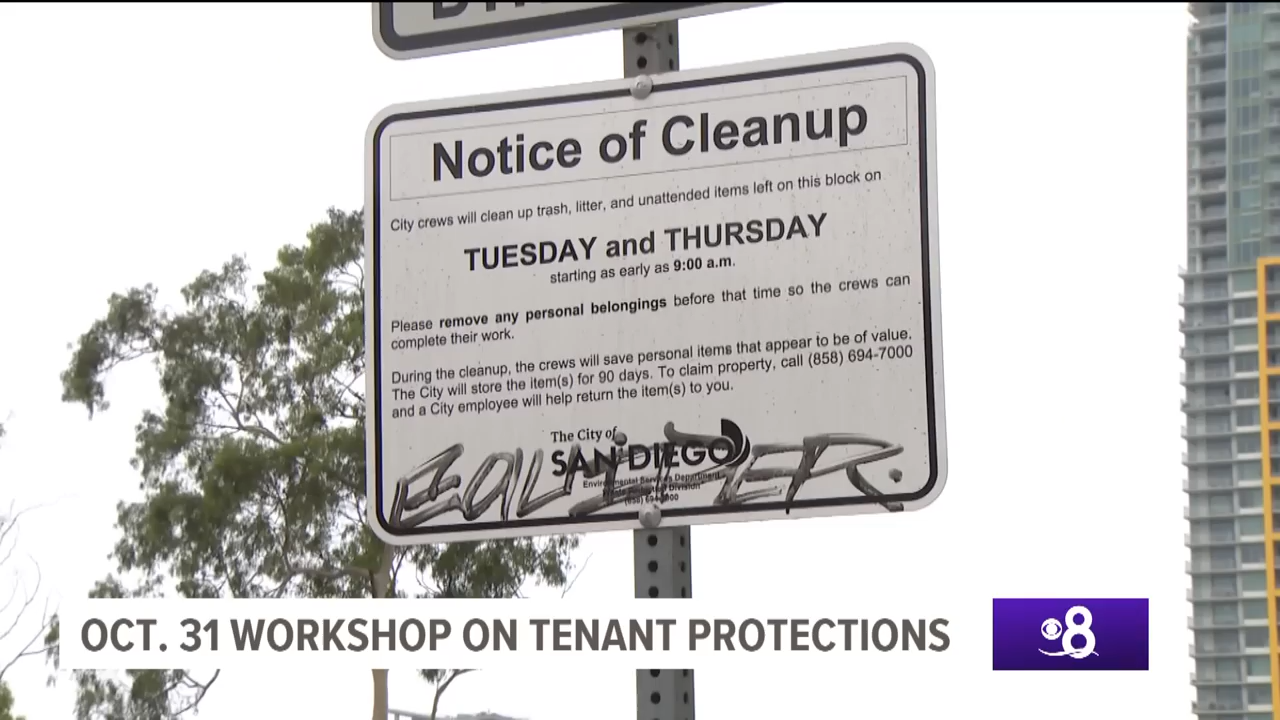 Notice of Cleanup
City crews will clean up trash, litter, and unattended items left on this block on
TUESDAY and THURSDAY
starting as early as 9:00 a.m.
Please remove any personal belongings before that time so the crews can
complete their work.
During the cleanup, the crews will save personal items that appear to be of value.
The City will store the item(s) for 90 days. To claim property, call (858) 694-7000
and a City employee will help return the item(s) to you.
The City of
SAN DIEGO
Environmental Services Department
Division
OCT. 31 WORKSHOP ON TENANT PROTECTIONS
8